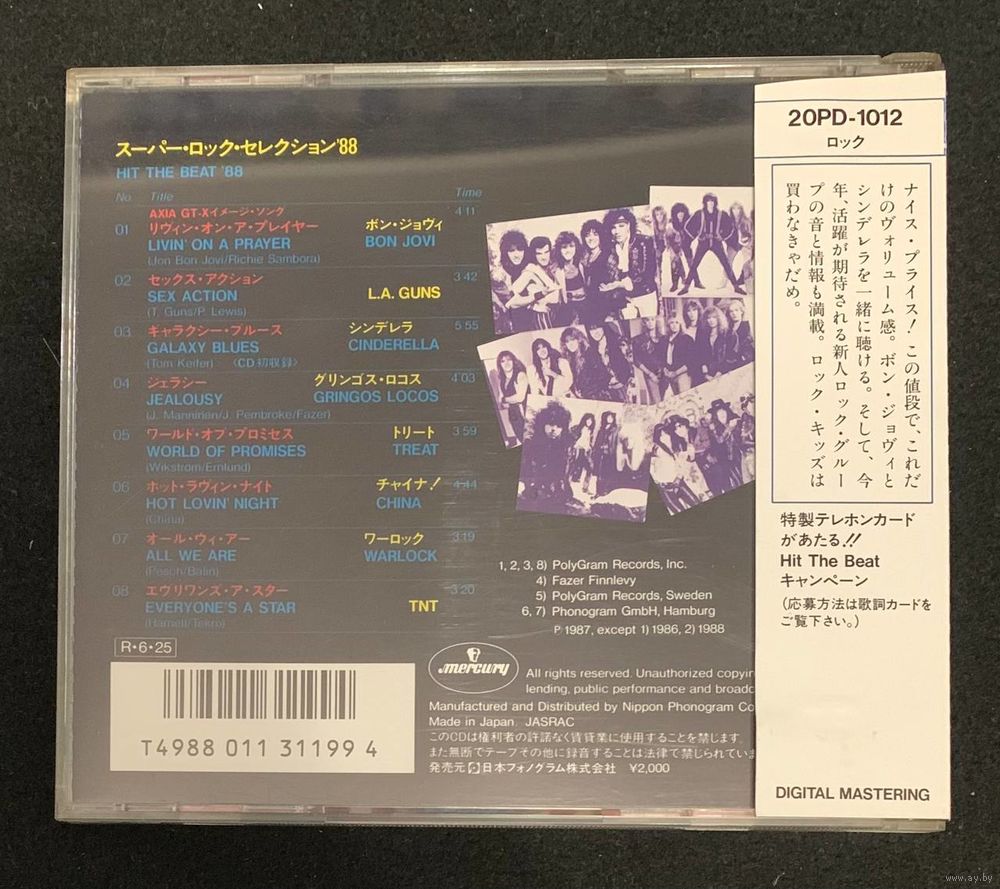 スーパー・ロック・セレクション'88
HIT THE BEAT '88
No. Title Time
AXIA GT-Xイメージ・ソング 4:11
01 リヴィン・オン・ア・プレイヤー ボン・ジョヴィ
LIVIN' ON A PRAYER BON JOVI
(Jon Bon Jovi/Richie Sambora)
02 セックス・アクション 3:42
SEX ACTION L.A. GUNS
(T. Guns/P. Lewis)
03 ギャラクシー・ブルース シンデレラ 5:55
GALAXY BLUES CINDERELLA
(Tom Keifer) 〈CD初収録〉
04 ジェラシー グリンゴス・ロコス 4:03
JEALOUSY GRINGOS LOCOS
(J. Manninen/J. Pembroke/Fazer)
05 ワールド・オブ・プロミセス トリート 3:59
WORLD OF PROMISES TREAT
(Wikstrom/Ernlund)
06 ホット・ラヴィン・ナイト チャイナ! 4:44
HOT LOVIN' NIGHT CHINA
(China)
07 オール・ウィ・アー ワーロック 3:19
ALL WE ARE WARLOCK
(Pesch/Balin)
08 エヴリワンズ・ア・スター 3:20
EVERYONE'S A STAR TNT
(Harnell/Tekro)
R・6・25
T4988 011 31199 4
1, 2, 3, 8) PolyGram Records, Inc.
4) Fazer Finnlevy
5) PolyGram Records, Sweden
6, 7) Phonogram GmbH, Hamburg
P 1987, except 1) 1986, 2) 1988
mercury
All rights reserved. Unauthorized copyin
lending, public performance and broadc
Manufactured and Distributed by Nippon Phonogram Co
Made in Japan. JASRAC
このCDは権利者の許諾なく賃貸業に使用することを禁じます。
また無断でテープその他に録音することは法律で禁じられていま
発売元 日本フォノグラム株式会社 ¥2,000
20PD-1012
ロック
ナイス・プライス! この値段で、これだ
けのヴォリューム感。ボン・ジョヴィと
シンデレラを一緒に聴ける。そして、今
年、活躍が期待される新人ロック・グルー
プの音と情報も満載。ロック・キッズは
買わなきゃだめ。
特製テレホンカード
があたる!!
Hit The Beat
キャンペーン
(応募方法は歌詞カードを
ご覧下さい。)
DIGITAL MASTERING
www.ay.by